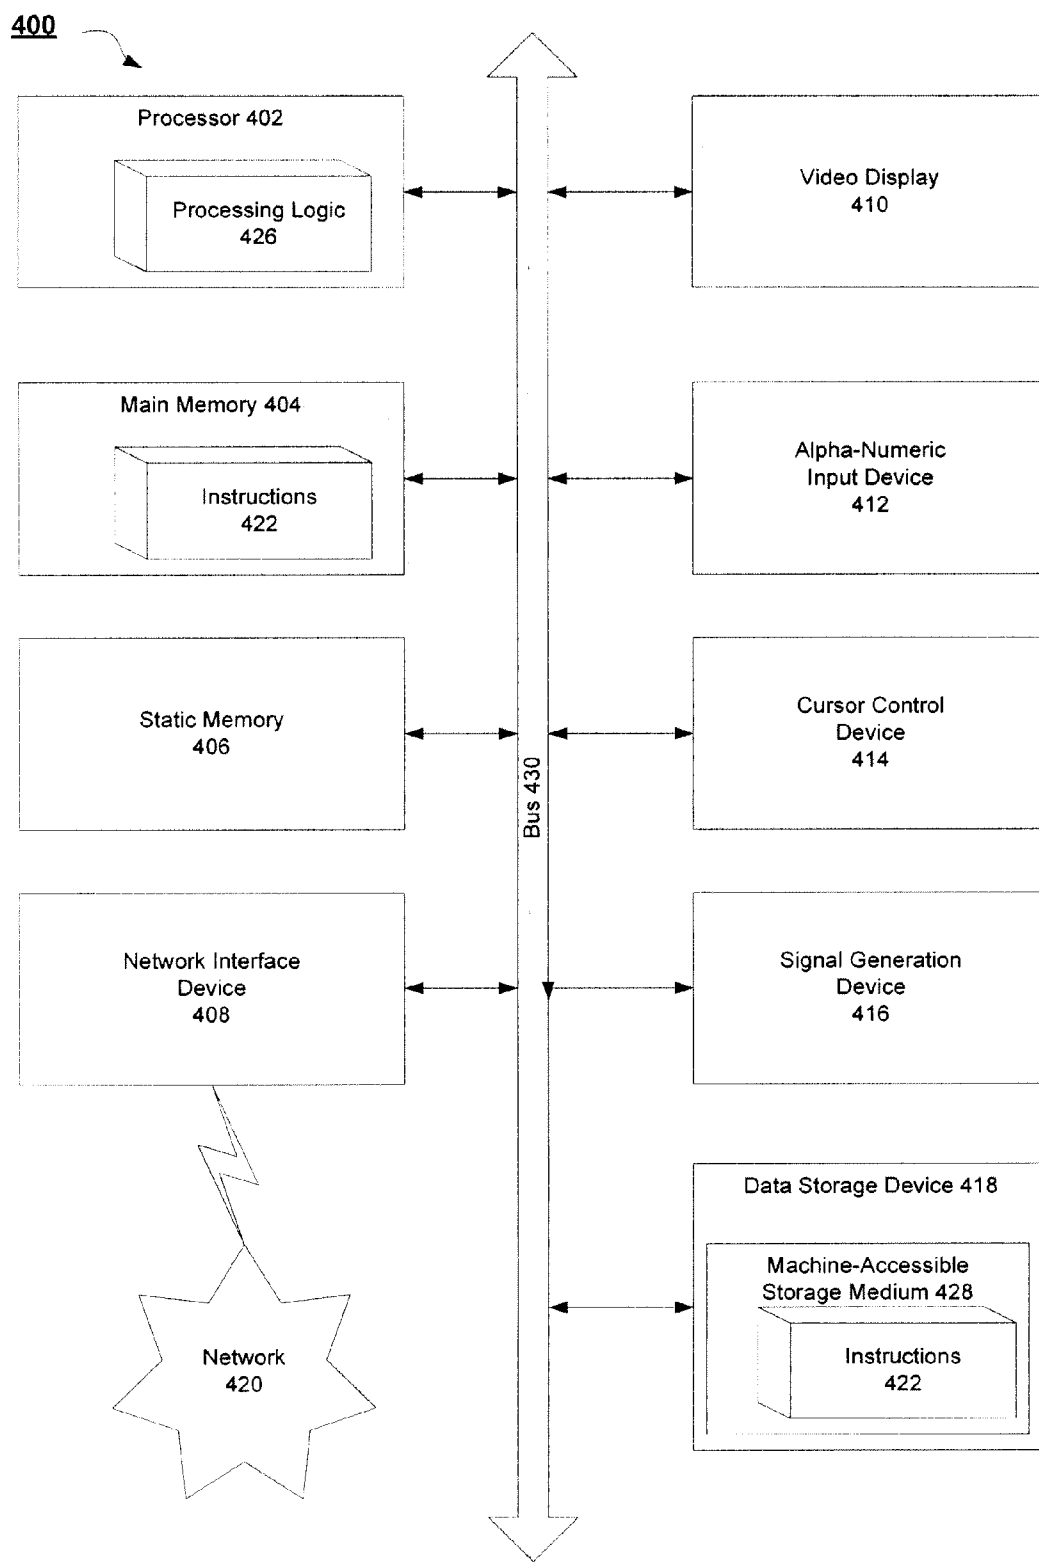 400
Processor 402
Processing Logic
426
Video Display
410
Main Memory 404
Instructions
422
Alpha-Numeric
Input Device
412
Static Memory
406
Cursor Control
Device
414
Bus 430
Network Interface
Device
408
Signal Generation
Device
416
Data Storage Device 418
Machine-Accessible
Storage Medium 428
Instructions
422
Network
420